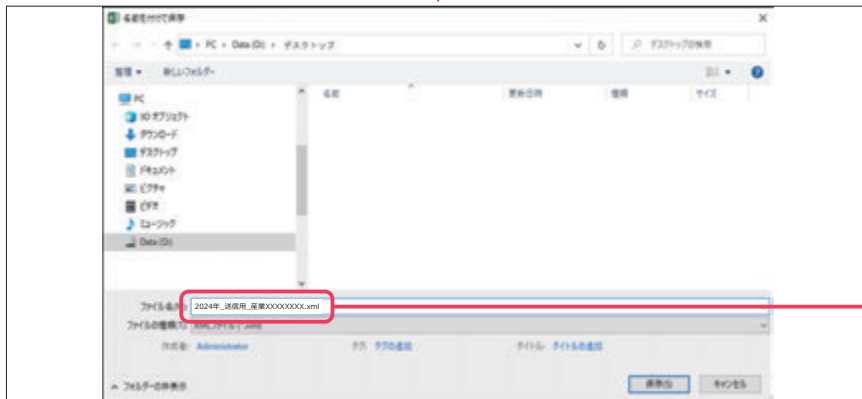 名前を付けて保存
PC › Data (D:) › デスクトップ
デスクトップの検索
整理 新しいフォルダー
名前 更新日時 種類 サイズ
PC
3D オブジェクト
ダウンロード
デスクトップ
ドキュメント
ピクチャ
ビデオ
ミュージック
Data (D:)
ファイル名(N): 2024年_送信用_産業XXXXXXXX.xml
ファイルの種類(T): XMLファイル (*.xml)
作成者: Administrator タグ: タグの追加 タイトル: タイトルの追加
フォルダーの非表示
保存(S) キャンセル